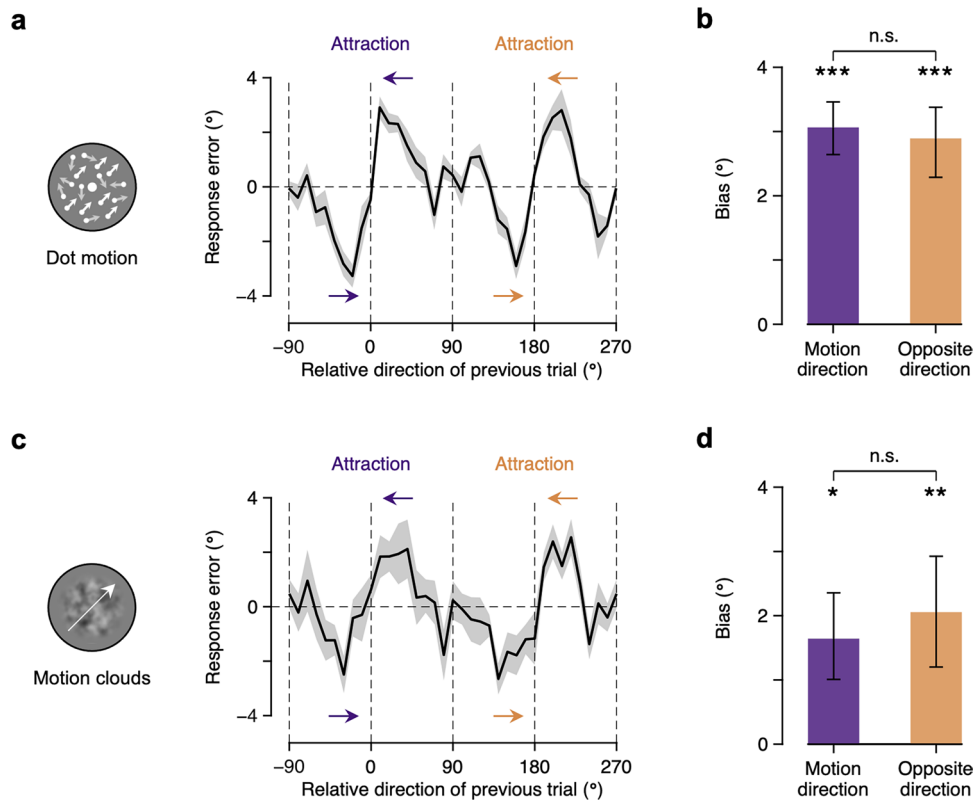 a
Attraction
Attraction
Response error (°)
4
0
−4
−90
0
90
180
270
Relative direction of previous trial (°)
Dot motion
b
n.s.
***
***
Bias (°)
4
2
0
Motion
direction
Opposite
direction
c
Attraction
Attraction
Response error (°)
4
0
−4
−90
0
90
180
270
Relative direction of previous trial (°)
Motion clouds
d
n.s.
*
**
Bias (°)
4
2
0
Motion
direction
Opposite
direction